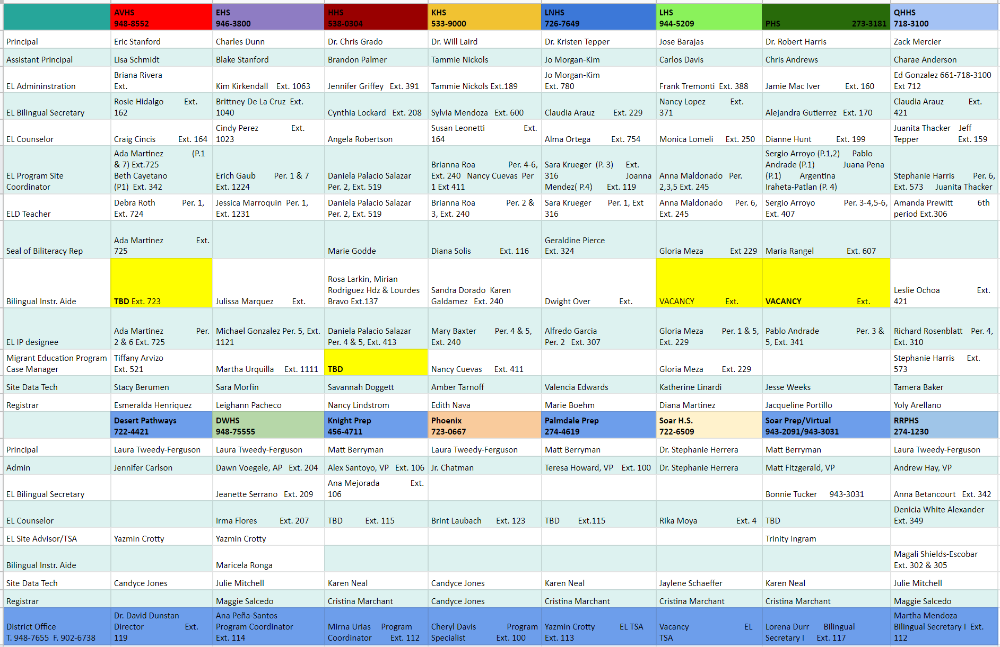 AVHS
948-8552
EHS
946-3800
HHS
538-0304
KHS
533-9000
LNHS
726-7649
LHS
944-5209
PHS 273-3181
QHHS
718-3100
Principal
Eric Stanford
Charles Dunn
Dr. Chris Grado
Dr. Will Laird
Dr. Kristen Tepper
Jose Barajas
Dr. Robert Harris
Zack Mercier
Assistant Principal
Lisa Schmidt
Blake Stanford
Brandon Palmer
Tammie Nickols
Jo Morgan-Kim
Carlos Davis
Chris Andrews
Charae Anderson
EL Admininstration
Briana Rivera
Ext.
Kim Kirkendall Ext. 1063
Jennifer Griffey Ext. 391
Tammie Nickols Ext.189
Jo Morgan-Kim
Ext. 780
Frank Tremonti Ext. 388
Jamie Mac Iver Ext. 160
Ed Gonzalez 661-718-3100
Ext 712
EL Bilingual Secretary
Rosie Hidalgo Ext.
162
Brittney De La Cruz Ext.
1040
Cynthia Lockard Ext. 208
Sylvia Mendoza Ext. 600
Claudia Arauz Ext. 229
Nancy Lopez Ext.
371
Alejandra Gutierrez Ext. 170
Claudia Arauz Ext.
421
EL Counselor
Craig Cincis Ext. 164
Cindy Perez Ext.
1023
Angela Robertson
Susan Leonetti Ext.
164
Alma Ortega Ext. 754
Monica Lomeli Ext. 250
Dianne Hunt Ext. 199
Juanita Thacker Jeff
Tepper Ext. 159
EL Program Site
Coordinator
Ada Martinez (P.1
& 7) Ext.725
Beth Cayetano
(P1) Ext. 342
Erich Gaub Per. 1 & 7
Ext. 1224
Daniela Palacio Salazar
Per. 2, Ext. 519
Brianna Roa Per. 4-6,
Ext. 240 Nancy Cuevas Per
1 Ext 411
Sara Krueger (P. 3) Ext.
316 Joanna
Mendez( P.4) Ext. 119
Anna Maldonado Per.
2,3,5 Ext. 245
Sergio Arroyo (P.1,2) Pablo
Andrade (P.1) Juana Pena
(P.1) Argentina
Iraheta-Patlan (P. 4)
Stephanie Harris Per. 6,
Ext. 573 Juanita Thacker
ELD Teacher
Debra Roth Per. 1,
Ext. 724
Jessica Marroquin Per. 1,
Ext. 1231
Daniela Palacio Salazar
Per. 2, Ext. 519
Brianna Roa Per. 2 &
3, Ext. 240
Sara Krueger Per. 1, Ext
316
Anna Maldonado Per. 6,
Ext. 245
Sergio Arroyo Per. 3-4,5-6,
Ext. 407
Amanda Prewitt 6th
period Ext.306
Seal of Biliteracy Rep
Ada Martinez Ext.
725
Marie Godde
Diana Solis Ext. 116
Geraldine Pierce
Ext. 324
Gloria Meza Ext 229
Maria Rangel Ext. 607
Bilingual Instr. Aide
TBD Ext. 723
Julissa Marquez Ext.
Rosa Larkin, Mirian
Rodriguez Hdz & Lourdes
Bravo Ext.137
Sandra Dorado Karen
Galdamez Ext. 240
Dwight Over Ext.
VACANCY Ext.
VACANCY Ext.
Leslie Ochoa Ext.
421
EL IP designee
Ada Martinez Per.
2 & 6 Ext. 725
Michael Gonzalez Per. 5, Ext.
1121
Daniela Palacio Salazar
Per. 4 & 5, Ext. 413
Mary Baxter Per. 4 & 5,
Ext. 240
Alfredo Garcia
Per. 2 Ext. 307
Gloria Meza Per. 1 & 5,
Ext. 229
Pablo Andrade Per. 3 &
5, Ext. 341
Richard Rosenblatt Per. 4,
Ext. 310
Migrant Education Program
Case Manager
Tiffany Arvizo
Ext. 521
Martha Urquilla Ext. 1111
TBD
Nancy Cuevas Ext. 411
Gloria Meza Ext. 229
Stephanie Harris Ext.
573
Site Data Tech
Stacy Berumen
Sara Morfin
Savannah Doggett
Amber Tarnoff
Valencia Edwards
Katherine Linardi
Jesse Weeks
Tamera Baker
Registrar
Esmeralda Henriquez
Leighann Pacheco
Nancy Lindstrom
Edith Nava
Marie Boehm
Diana Martinez
Jacqueline Portillo
Yoly Arellano
Desert Pathways
722-4421
DWHS
948-75555
Knight Prep
456-4711
Phoenix
723-0667
Palmdale Prep
274-4619
Soar H.S.
722-6509
Soar Prep/Virtual
943-2091/943-3031
RRPHS
274-1230
Principal
Laura Tweedy-Ferguson
Laura Tweedy-Ferguson
Matt Berryman
Laura Tweedy-Ferguson
Matt Berryman
Dr. Stephanie Herrera
Matt Berryman
Laura Tweedy-Ferguson
Admin
Jennifer Carlson
Dawn Voegele, AP Ext. 204
Alex Santoyo, VP Ext. 106
Jr. Chatman
Teresa Howard, VP Ext. 100
Dr. Stephanie Herrera
Matt Fitzgerald, VP
Andrew Hay, VP
EL Bilingual Secretary
Jeanette Serrano Ext. 209
Ana Mejorada Ext.
106
Bonnie Tucker 943-3031
Anna Betancourt Ext. 342
EL Counselor
Irma Flores Ext. 207
TBD Ext. 115
Brint Laubach Ext. 123
TBD Ext.115
Rika Moya Ext. 4
TBD
Denicia White Alexander
Ext. 349
EL Site Advisor/TSA
Yazmin Crotty
Yazmin Crotty
Trinity Ingram
Bilingual Instr. Aide
Maricela Ronga
Magali Shields-Escobar
Ext. 302 & 305
Site Data Tech
Candyce Jones
Julie Mitchell
Karen Neal
Candyce Jones
Karen Neal
Jaylene Schaeffer
Karen Neal
Julie Mitchell
Registrar
Maggie Salcedo
Cristina Marchant
Candyce Jones
Cristina Marchant
Cristina Marchant
Cristina Marchant
Maggie Salcedo
District Office
T. 948-7655 F. 902-6738
Dr. David Dunstan
Director Ext.
119
Ana Peña-Santos
Program Coordinator
Ext. 114
Mirna Urias Program
Coordinator Ext. 112
Cheryl Davis Program
Specialist Ext. 100
Yazmin Crotty EL TSA
Ext. 113
Vacancy EL
TSA
Lorena Durr Bilingual
Secretary I Ext. 117
Martha Mendoza
Bilingual Secretary I Ext.
112